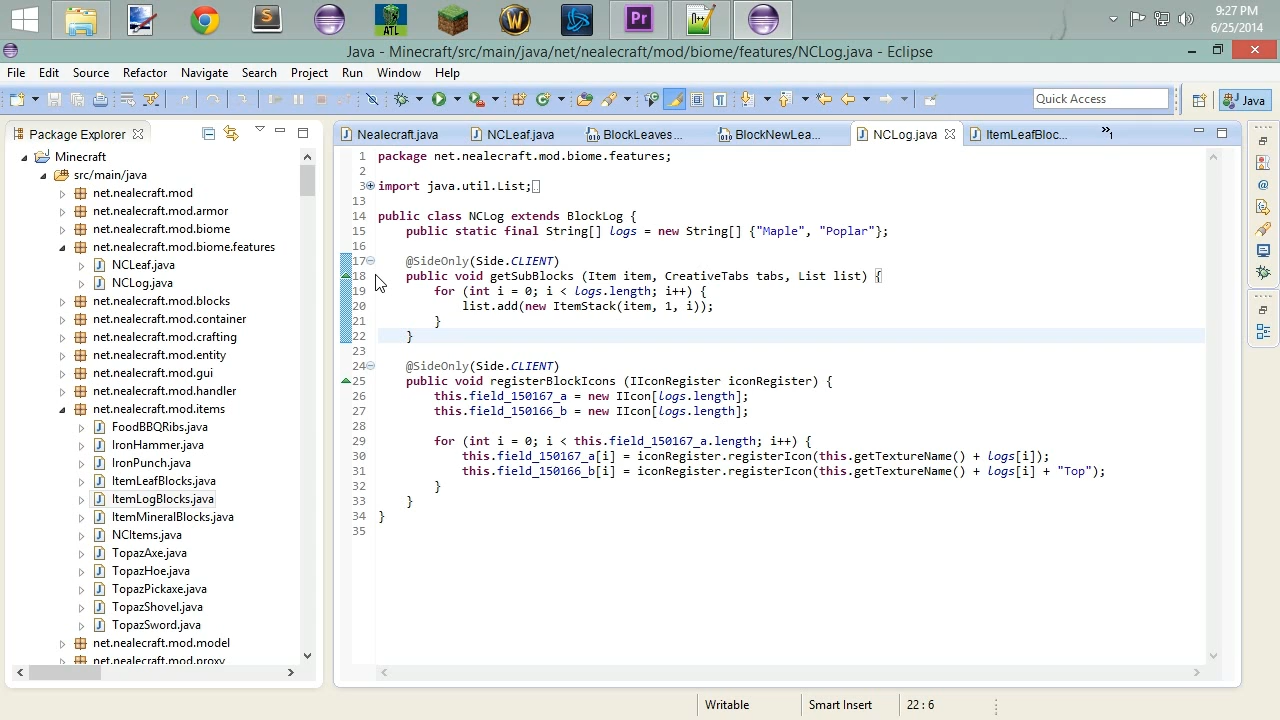 ATL
W
Pr
9:27 PM
6/25/2014
Java - Minecraft/src/main/java/net/nealecraft/mod/biome/features/NCLog.java - Eclipse
File Edit Source Refactor Navigate Search Project Run Window Help
Quick Access
Java
Package Explorer
Minecraft
src/main/java
net.nealecraft.mod
net.nealecraft.mod.armor
net.nealecraft.mod.biome
net.nealecraft.mod.biome.features
NCLeaf.java
NCLog.java
net.nealecraft.mod.blocks
net.nealecraft.mod.container
net.nealecraft.mod.crafting
net.nealecraft.mod.entity
net.nealecraft.mod.gui
net.nealecraft.mod.handler
net.nealecraft.mod.items
FoodBBQRibs.java
IronHammer.java
IronPunch.java
ItemLeafBlocks.java
ItemLogBlocks.java
ItemMineralBlocks.java
NCItems.java
TopazAxe.java
TopazHoe.java
TopazPickaxe.java
TopazShovel.java
TopazSword.java
net.nealecraft.mod.model
net.nealecraft.mod.proxy
Nealecraft.java NCLeaf.java BlockLeaves... BlockNewLea... NCLog.java ItemLeafBloc... »1
1 package net.nealecraft.mod.biome.features;
2
3 import java.util.List;
13
14 public class NCLog extends BlockLog {
15 public static final String[] logs = new String[] {"Maple", "Poplar"};
16
17 @SideOnly(Side.CLIENT)
18 public void getSubBlocks (Item item, CreativeTabs tabs, List list) {
19 for (int i = 0; i < logs.length; i++) {
20 list.add(new ItemStack(item, 1, i));
21 }
22 }
23
24 @SideOnly(Side.CLIENT)
25 public void registerBlockIcons (IIconRegister iconRegister) {
26 this.field_150167_a = new IIcon[logs.length];
27 this.field_150166_b = new IIcon[logs.length];
28
29 for (int i = 0; i < this.field_150167_a.length; i++) {
30 this.field_150167_a[i] = iconRegister.registerIcon(this.getTextureName() + logs[i]);
31 this.field_150166_b[i] = iconRegister.registerIcon(this.getTextureName() + logs[i] + "Top");
32 }
33 }
34 }
35
Writable Smart Insert 22 : 6